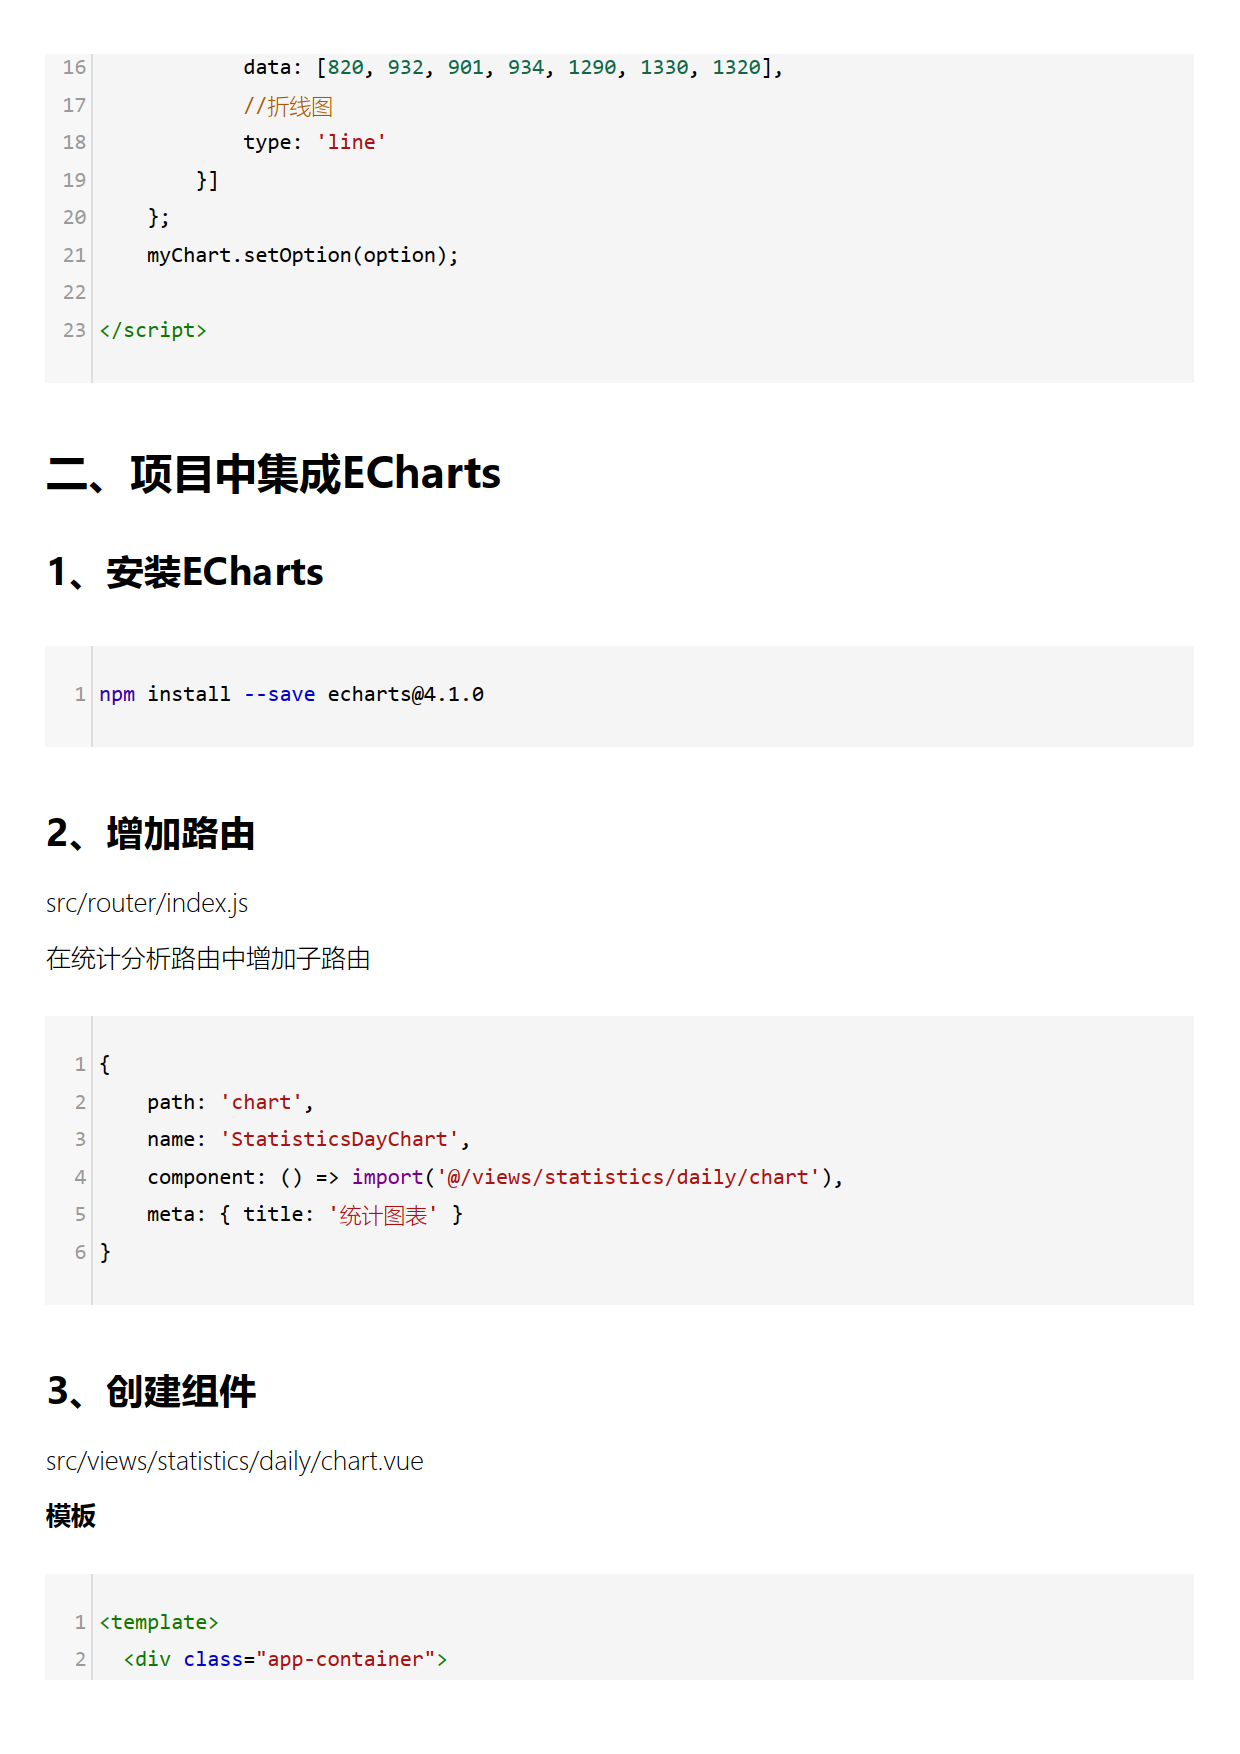 16             data: [820, 932, 901, 934, 1290, 1330, 1320],
17             //折线图
18             type: 'line'
19         }]
20     };
21     myChart.setOption(option);
22
23 </script>
二、项目中集成ECharts
1、安装ECharts
1 npm install --save echarts@4.1.0
2、增加路由
src/router/index.js
在统计分析路由中增加子路由
1 {
2     path: 'chart',
3     name: 'StatisticsDayChart',
4     component: () => import('@/views/statistics/daily/chart'),
5     meta: { title: '统计图表' }
6 }
3、创建组件
src/views/statistics/daily/chart.vue
模板
1 <template>
2   <div class="app-container">